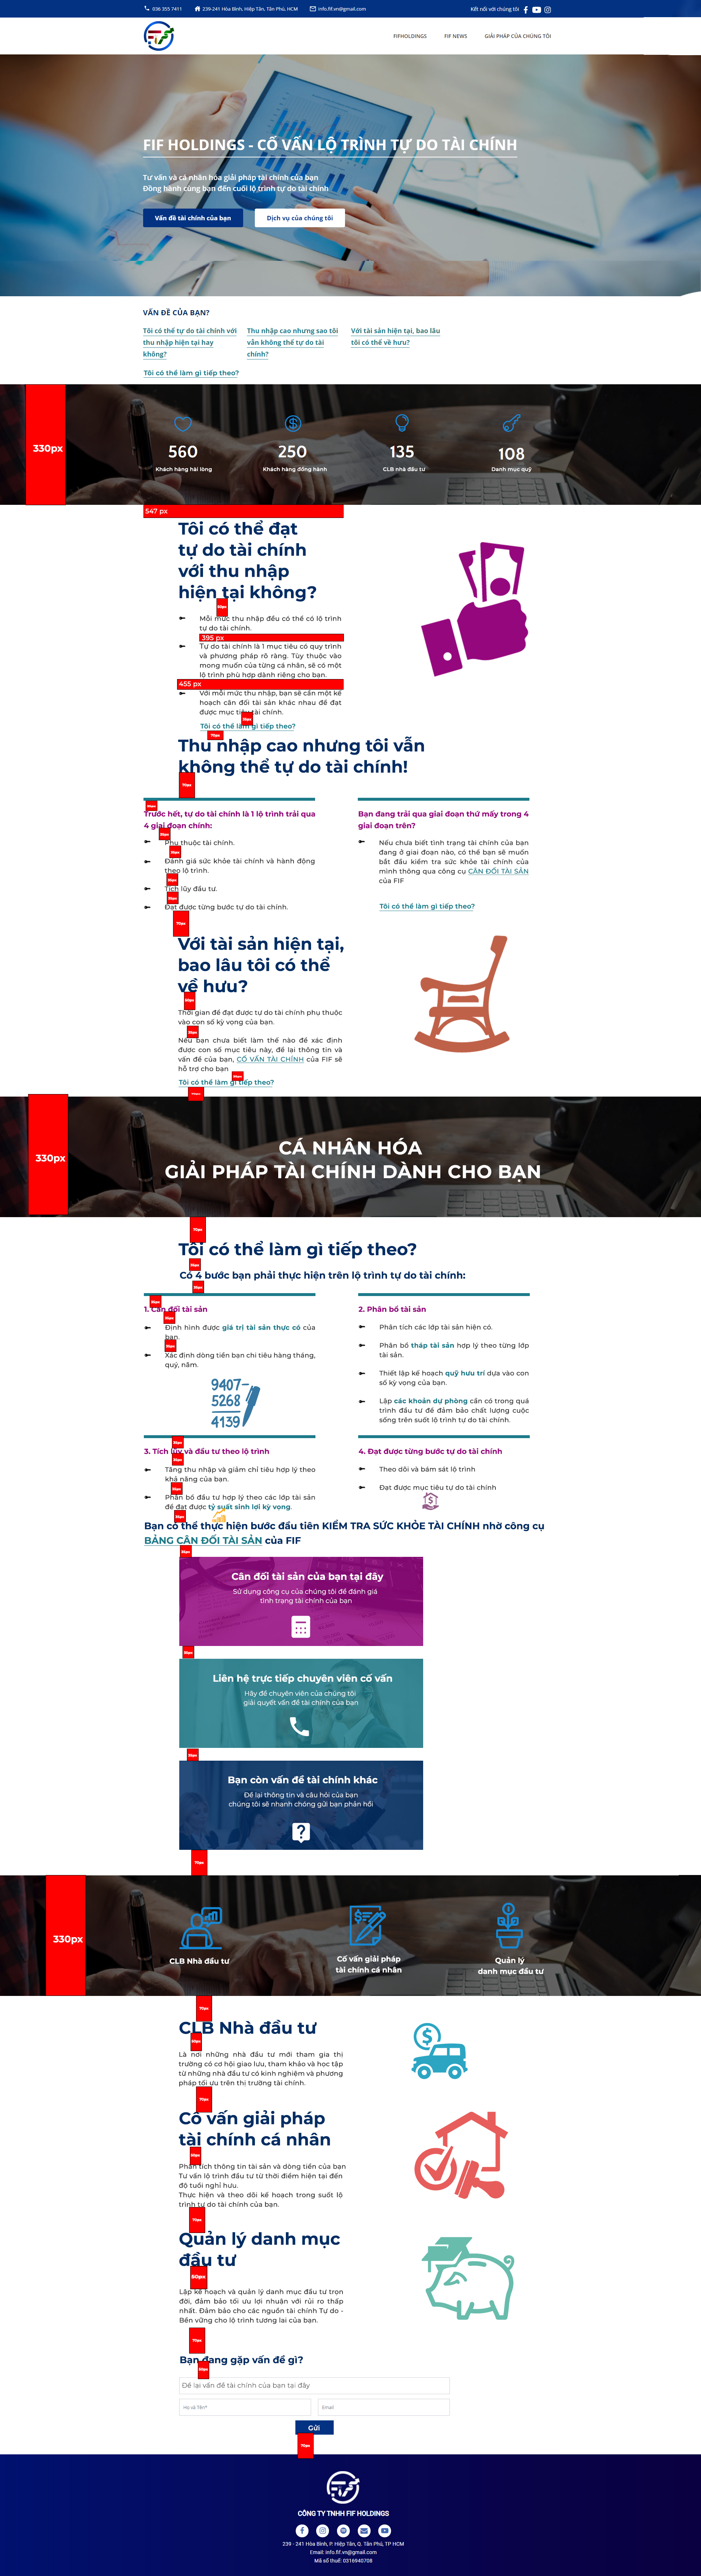 036 355 7411
239-241 Hòa Bình, Hiệp Tân, Tân Phú, HCM
info.fif.vn@gmail.com
Kết nối với chúng tôi
FIF
FIFHOLDINGS
FIF NEWS
GIẢI PHÁP CỦA CHÚNG TÔI
FIF HOLDINGS - CỐ VẤN LỘ TRÌNH TỰ DO TÀI CHÍNH
Tư vấn và cá nhân hóa giải pháp tài chính của bạn
Đồng hành cùng bạn đến cuối lộ trình tự do tài chính
Vấn đề tài chính của bạn
Dịch vụ của chúng tôi
VẤN ĐỀ CỦA BẠN?
Tôi có thể tự do tài chính với
thu nhập hiện tại hay
không?
Thu nhập cao nhưng sao tôi
vẫn không thể tự do tài
chính?
Với tài sản hiện tại, bao lâu
tôi có thể về hưu?
Tôi có thể làm gì tiếp theo?
330px
560
Khách hàng hài lòng
250
Khách hàng đồng hành
135
CLB nhà đầu tư
108
Danh mục quỹ
547 px
Tôi có thể đạt
tự do tài chính
với thu nhập
hiện tại không?
Mỗi mức thu nhập đều có thể có lộ trình
tự do tài chính.
395 px
Tự do tài chính là 1 mục tiêu có quy trình
và phương pháp rõ ràng. Tùy thuộc vào
mong muốn của từng cá nhân, sẽ có một
lộ trình phù hợp dành riêng cho bạn.
455 px
Với mỗi mức thu nhập, bạn sẽ cần một kế
hoạch cân đối tài sản khác nhau để đạt
được mục tiêu tài chính.
Tôi có thể làm gì tiếp theo?
70px
Thu nhập cao nhưng tôi vẫn
không thể tự do tài chính!
70px
Trước hết, tự do tài chính là 1 lộ trình trải qua
4 giai đoạn chính:
Phụ thuộc tài chính.
Đánh giá sức khỏe tài chính và hành động
theo lộ trình.
Tích lũy đầu tư.
Đạt được từng bước tự do tài chính.
Bạn đang trải qua giai đoạn thứ mấy trong 4
giai đoạn trên?
Nếu chưa biết tình trạng tài chính của bạn
đang ở giai đoạn nào, có thể bạn sẽ muốn
bắt đầu kiểm tra sức khỏe tài chính của
mình thông qua công cụ CÂN ĐỐI TÀI SẢN
của FIF
Tôi có thể làm gì tiếp theo?
70px
Với tài sản hiện tại,
bao lâu tôi có thể
về hưu?
Thời gian để đạt được tự do tài chính phụ thuộc
vào con số kỳ vọng của bạn.
Nếu bạn chưa biết làm thế nào để xác định
được con số mục tiêu này, để lại thông tin và
vấn đề của bạn, CỐ VẤN TÀI CHÍNH của FIF sẽ
hỗ trợ cho bạn
Tôi có thể làm gì tiếp theo?
330px
CÁ NHÂN HÓA
GIẢI PHÁP TÀI CHÍNH DÀNH CHO BẠN
70px
Tôi có thể làm gì tiếp theo?
Có 4 bước bạn phải thực hiện trên lộ trình tự do tài chính:
1. Cân đối tài sản
Định hình được giá trị tài sản thực có của
bạn.
Xác định dòng tiền bạn chi tiêu hàng tháng,
quý, năm.
9407-
5268
4139
2. Phân bổ tài sản
Phân tích các lớp tài sản hiện có.
Phân bổ tháp tài sản hợp lý theo từng lớp
tài sản.
Thiết lập kế hoạch quỹ hưu trí dựa vào con
số kỳ vọng của bạn.
Lập các khoản dự phòng cần có trong quá
trình đầu tư để đảm bảo chất lượng cuộc
sống trên suốt lộ trình tự do tài chính.
3. Tích lũy và đầu tư theo lộ trình
Tăng thu nhập và giảm chi tiêu hợp lý theo
khả năng của bạn.
Phân bổ đầu tư hợp lý theo các lớp tài sản
để đạt được tỷ suất sinh lợi kỳ vọng.
4. Đạt được từng bước tự do tài chính
Theo dõi và bám sát lộ trình
Đạt được mục tiêu tự do tài chính
Bạn có thể thực hiện bước đầu tiên KIỂM TRA SỨC KHỎE TÀI CHÍNH nhờ công cụ
BẢNG CÂN ĐỐI TÀI SẢN của FIF
Cân đối tài sản của bạn tại đây
Sử dụng công cụ của chúng tôi để đánh giá
tình trạng tài chính của bạn
Liên hệ trực tiếp chuyên viên cố vấn
Hãy để chuyên viên của chúng tôi
giải quyết vấn đề tài chính của bạn
Bạn còn vấn đề tài chính khác
Để lại thông tin và câu hỏi của bạn
chúng tôi sẽ nhanh chóng gửi bạn phản hồi
70px
330px
CLB Nhà đầu tư
Cố vấn giải pháp
tài chính cá nhân
Quản lý
danh mục đầu tư
70px
CLB Nhà đầu tư
Là nơi những nhà đầu tư mới tham gia thị
trường có cơ hội giao lưu, tham khảo và học tập
từ những nhà đầu tư có kinh nghiệm và phương
pháp tối ưu trên thị trường tài chính.
70px
Cố vấn giải pháp
tài chính cá nhân
Phân tích thông tin tài sản và dòng tiền của bạn
Tư vấn lộ trình đầu tư từ thời điểm hiện tại đến
độ tuổi nghỉ hưu.
Thực hiện và theo dõi kế hoạch trong suốt lộ
trình tự do tài chính của bạn.
70px
Quản lý danh mục
đầu tư
50px
Lập kế hoạch và quản lý danh mục đầu tư trọn
đời, đảm bảo tối ưu lợi nhuận với rủi ro thấp
nhất. Đảm bảo cho các nguồn tài chính Tự do -
Bền vững cho lộ trình tương lai của bạn.
70px
Bạn đang gặp vấn đề gì?
Để lại vấn đề tài chính của bạn tại đây
Họ và Tên*
Email
Gửi
70px
FIF
CÔNG TY TNHH FIF HOLDINGS
239 - 241 Hòa Bình, P. Hiệp Tân, Q. Tân Phú, TP HCM
Email: info.fif.vn@gmail.com
Mã số thuế: 0316940708